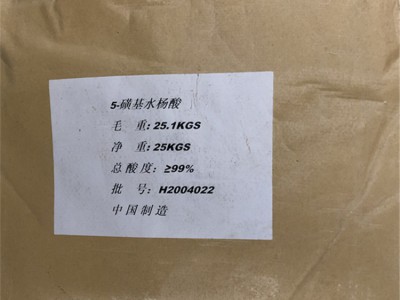 5-磺基水杨酸
毛 重: 25.1KGS
净 重: 25KGS
总 酸 度: ≥99%
批 号: H2004022
中 国 制 造